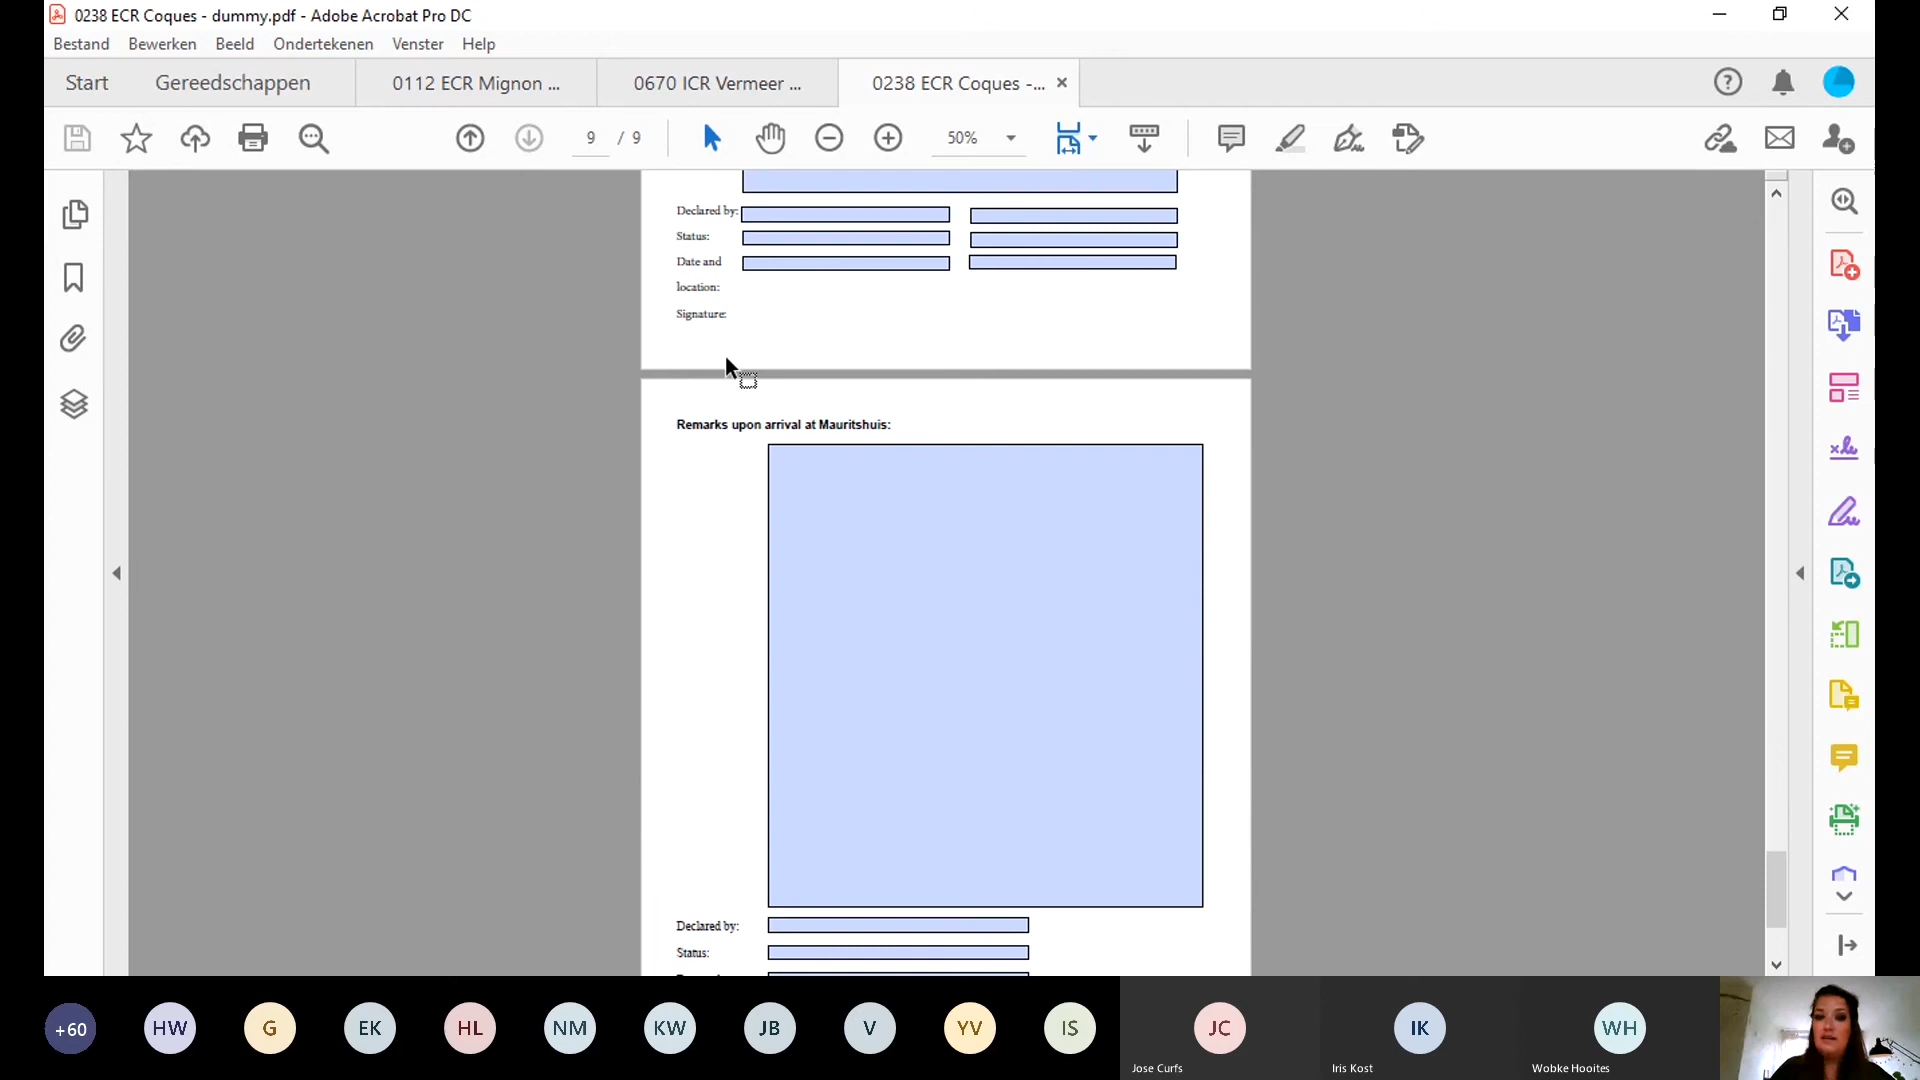 0238 ECR Coques - dummy.pdf - Adobe Acrobat Pro DC
Bestand Bewerken Beeld Ondertekenen Venster Help
Start Gereedschappen 0112 ECR Mignon ... 0670 ICR Vermeer ... 0238 ECR Coques -...
9 / 9 50%
Declared by:
Status:
Date and
location:
Signature:
Remarks upon arrival at Mauritshuis:
Declared by:
Status:
+60 HW G EK HL NM KW JB V YV IS JC IK WH
Jose Curfs Iris Kost Wobke Hooites